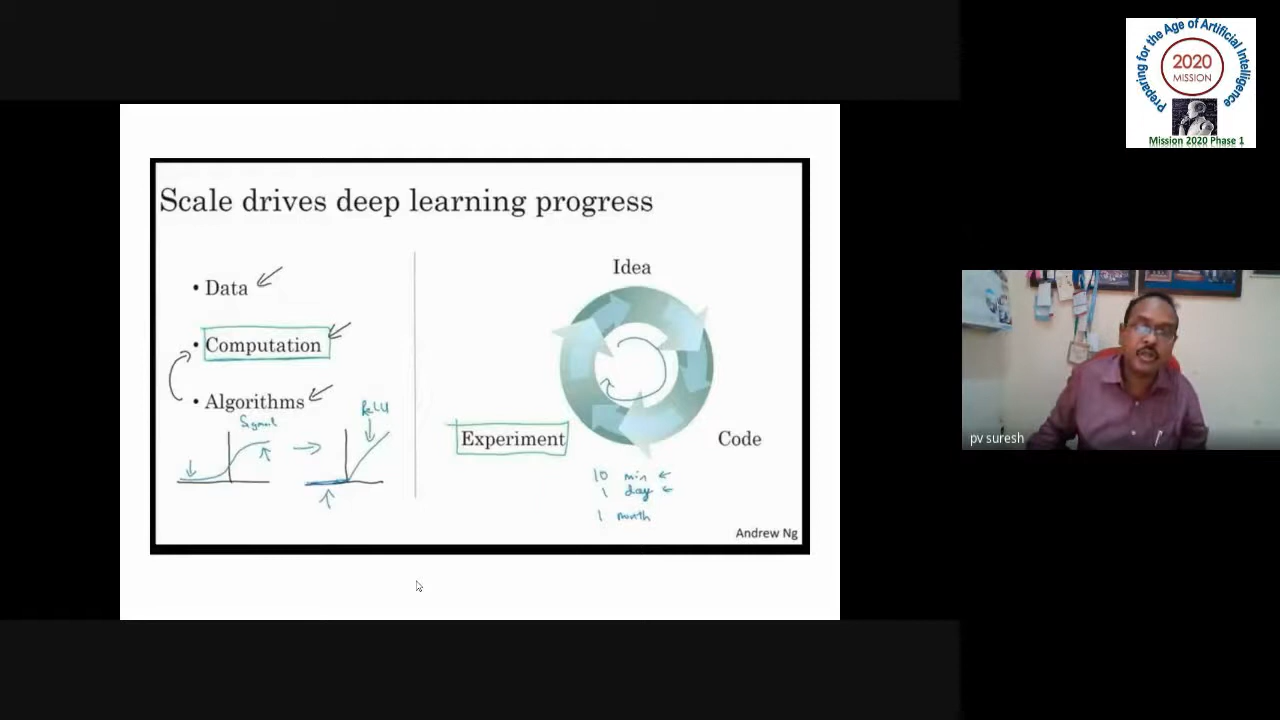 Scale drives deep learning progress
• Data
• Computation
• Algorithms
ReLU
Idea
Experiment
Code
10 min
1 day
1 month
Andrew Ng
Preparing for the Age of Artificial Intelligence
2020
MISSION
Mission 2020 Phase 1
pv suresh